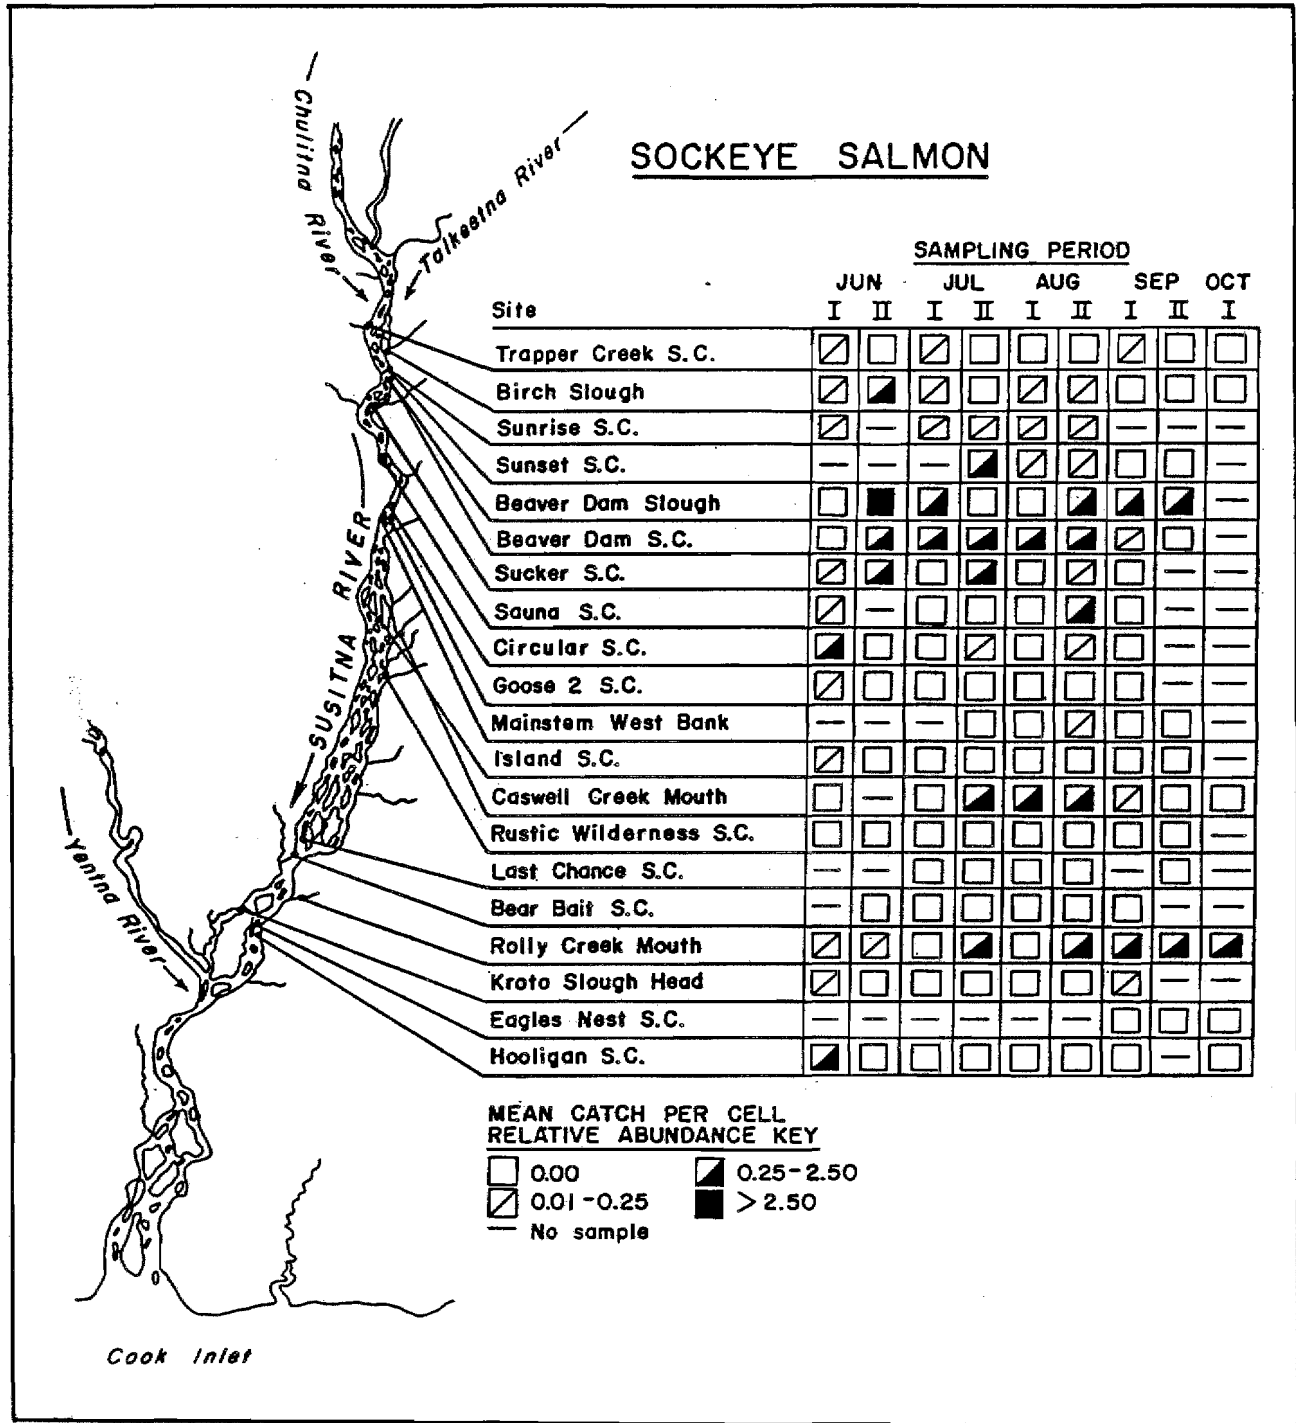 SOCKEYE SALMON
Chulitna River
Talkeetna River
SUSITNA RIVER
Yentna River
Cook Inlet
SAMPLING PERIOD
JUN JUL AUG SEP OCT
Site I II I II I II I II I
Trapper Creek S.C.
Birch Slough
Sunrise S.C.
Sunset S.C.
Beaver Dam Slough
Beaver Dam S.C.
Sucker S.C.
Sauna S.C.
Circular S.C.
Goose 2 S.C.
Mainstem West Bank
Island S.C.
Caswell Creek Mouth
Rustic Wilderness S.C.
Last Chance S.C.
Bear Bait S.C.
Rolly Creek Mouth
Kroto Slough Head
Eagles Nest S.C.
Hooligan S.C.
MEAN CATCH PER CELL
RELATIVE ABUNDANCE KEY
0.00 0.25-2.50
0.01-0.25 >2.50
— No sample